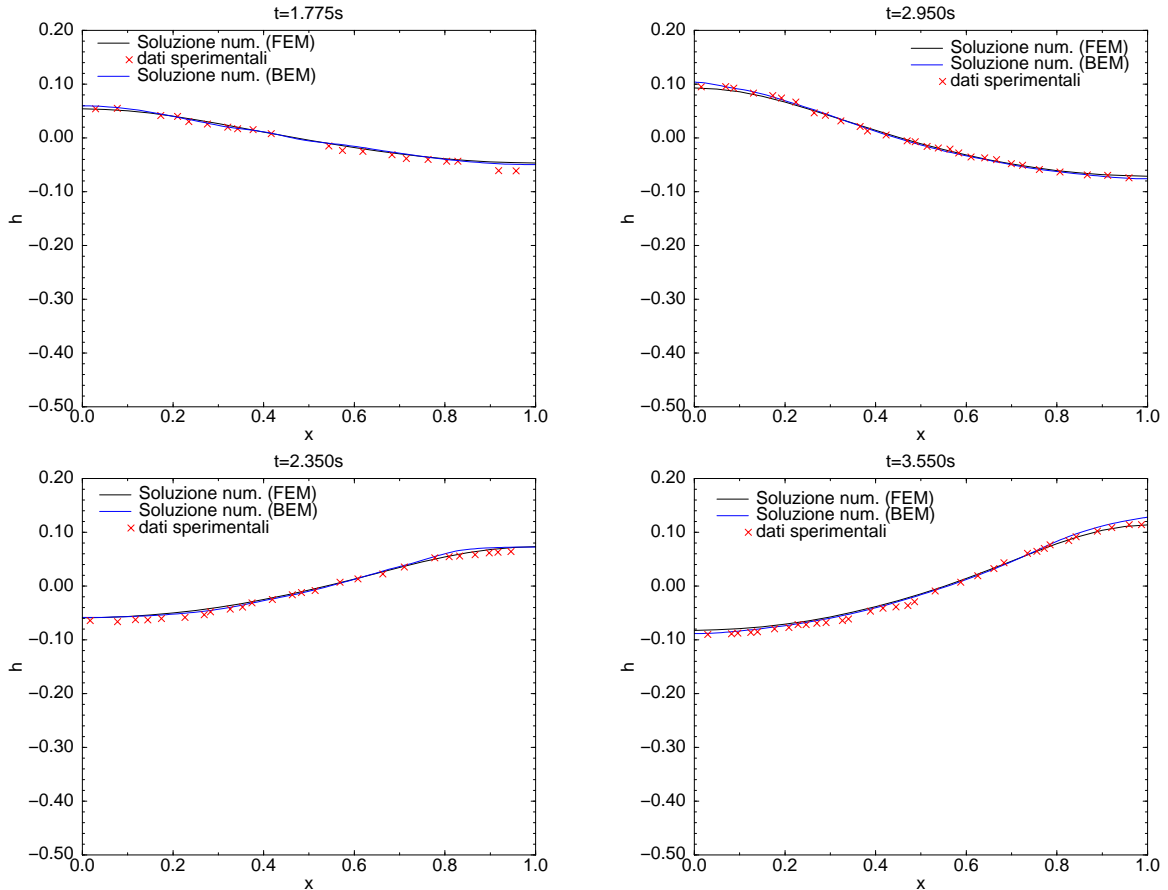 t=1.775s
0.20
0.10
0.00
−0.10
−0.20
−0.30
−0.40
−0.50
h
Soluzione num. (FEM)
dati sperimentali
Soluzione num. (BEM)
0.0 0.2 0.4 0.6 0.8 1.0
x
t=2.950s
0.20
0.10
0.00
−0.10
−0.20
−0.30
−0.40
−0.50
h
Soluzione num. (FEM)
Soluzione num. (BEM)
dati sperimentali
0.0 0.2 0.4 0.6 0.8 1.0
x
t=2.350s
0.20
0.10
0.00
−0.10
−0.20
−0.30
−0.40
−0.50
h
Soluzione num. (FEM)
Soluzione num. (BEM)
dati sperimentali
0.0 0.2 0.4 0.6 0.8 1.0
x
t=3.550s
0.20
0.10
0.00
−0.10
−0.20
−0.30
−0.40
−0.50
h
Soluzione num. (FEM)
Soluzione num. (BEM)
dati sperimentali
0.0 0.2 0.4 0.6 0.8 1.0
x